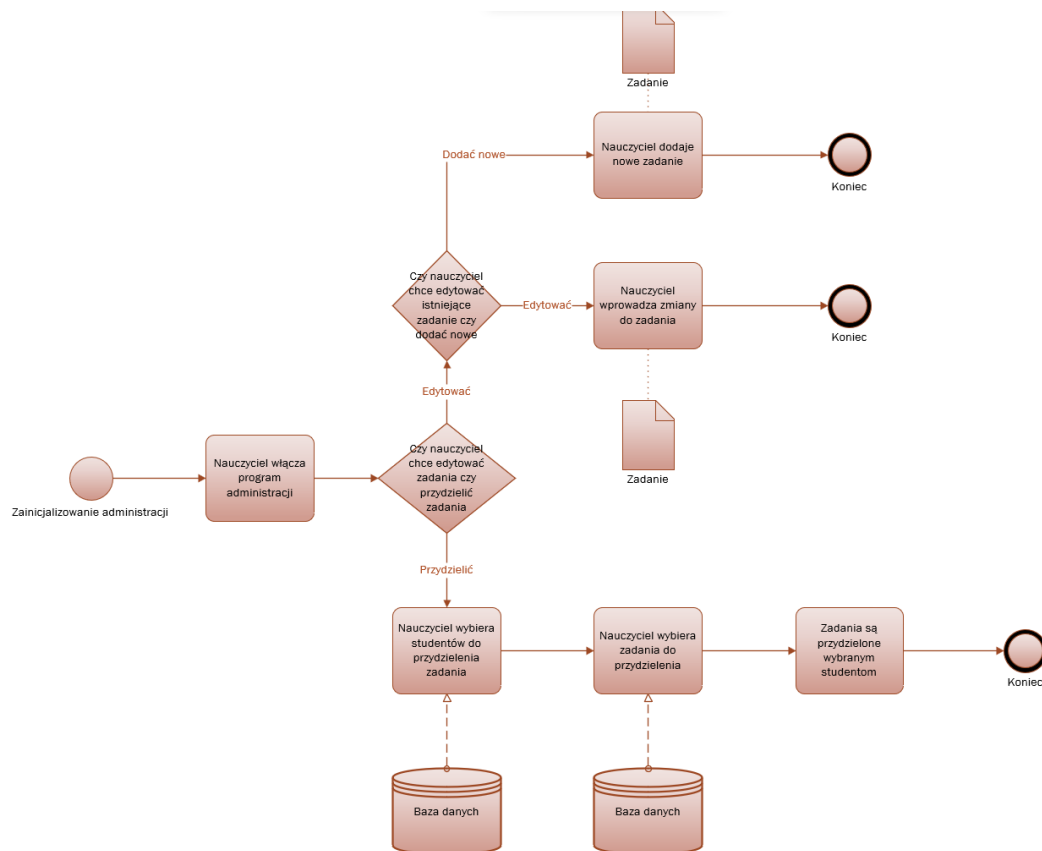 Zadanie
Dodać nowe
Nauczyciel dodaje
nowe zadanie
Koniec
Czy nauczyciel
chce edytować
istniejące
zadanie czy
dodać nowe
Edytować
Nauczyciel
wprowadza zmiany
do zadania
Koniec
Edytować
Zadanie
Czy nauczyciel
chce edytować
zadania czy
przydzielić
zadania
Nauczyciel włącza
program
administracji
Zainicjalizowanie administracji
Przydzielić
Nauczyciel wybiera
studentów do
przydzielenia
zadania
Nauczyciel wybiera
zadania do
przydzielenia
Zadania są
przydzielone
wybranym
studentom
Koniec
Baza danych
Baza danych